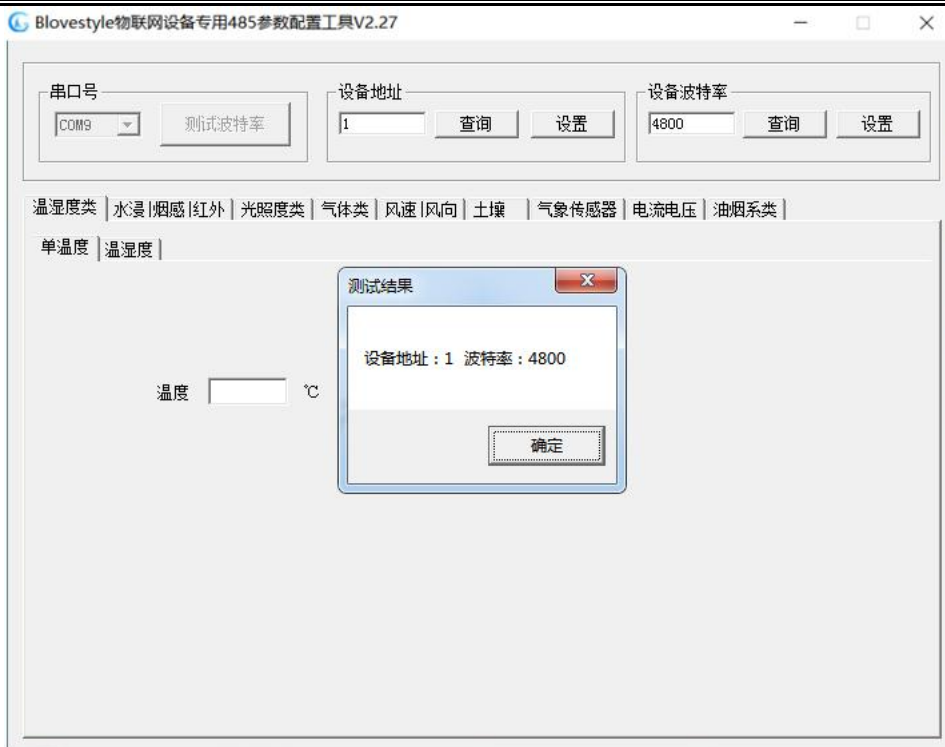 Blovestyle物联网设备专用485参数配置工具V2.27
串口号
COM9
测试波特率
设备地址
1
查询
设置
设备波特率
4800
查询
设置
温湿度类 水浸|烟感|红外 光照度类 气体类 风速|风向 土壤 气象传感器 电流电压 油烟系类
单温度 温湿度
测试结果
设备地址：1 波特率：4800
确定
温度 ℃